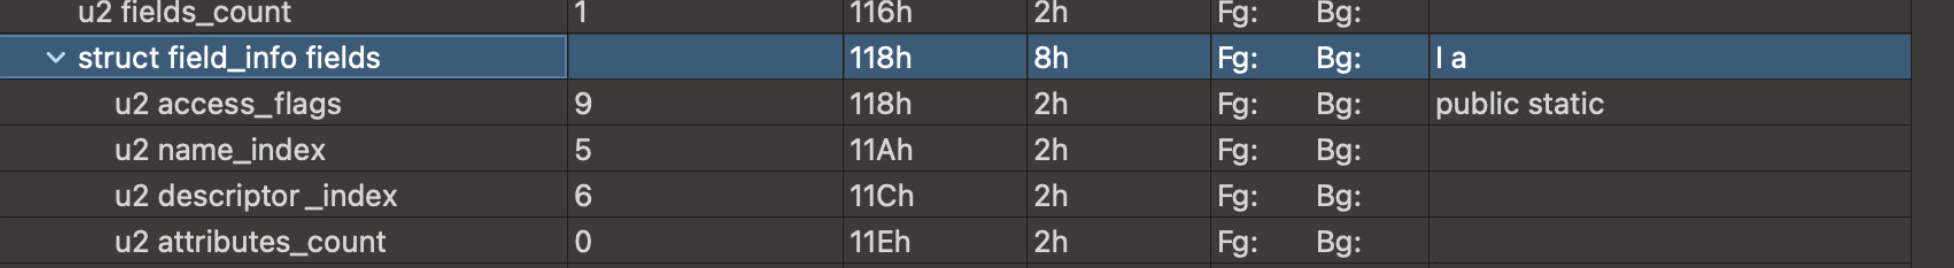 u2 fields_count 1 116h 2h Fg: Bg:
struct field_info fields 118h 8h Fg: Bg: I a
u2 access_flags 9 118h 2h Fg: Bg: public static
u2 name_index 5 11Ah 2h Fg: Bg:
u2 descriptor _index 6 11Ch 2h Fg: Bg:
u2 attributes_count 0 11Eh 2h Fg: Bg: